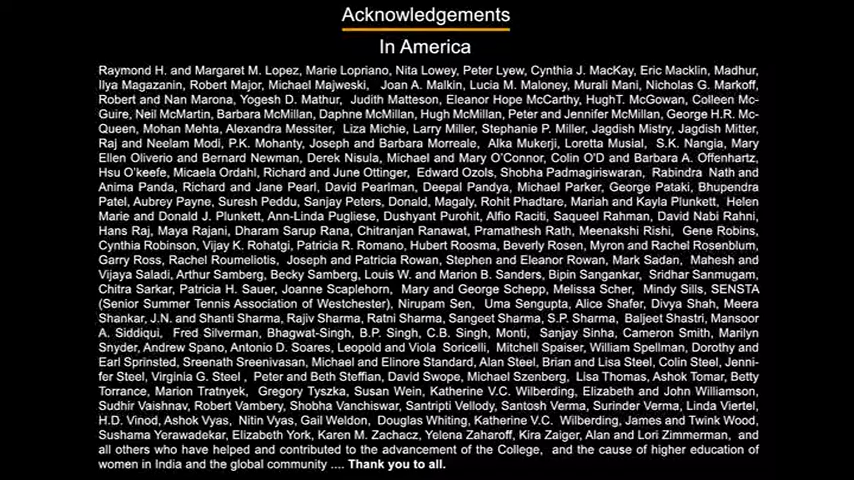 Acknowledgements
In America
Raymond H. and Margaret M. Lopez, Marie Lopriano, Nita Lowey, Peter Lyew, Cynthia J. MacKay, Eric Macklin, Madhur,
Ilya Magazanin, Robert Major, Michael Majweski, Joan A. Malkin, Lucia M. Maloney, Murali Mani, Nicholas G. Markoff,
Robert and Nan Marona, Yogesh D. Mathur, Judith Matteson, Eleanor Hope McCarthy, HughT. McGowan, Colleen Mc-
Guire, Neil McMartin, Barbara McMillan, Daphne McMillan, Hugh McMillan, Peter and Jennifer McMillan, George H.R. Mc-
Queen, Mohan Mehta, Alexandra Messiter, Liza Michie, Larry Miller, Stephanie P. Miller, Jagdish Mistry, Jagdish Mitter,
Raj and Neelam Modi, P.K. Mohanty, Joseph and Barbara Morreale, Alka Mukerji, Loretta Musial, S.K. Nangia, Mary
Ellen Oliverio and Bernard Newman, Derek Nisula, Michael and Mary O'Connor, Colin O'D and Barbara A. Offenhartz,
Hsu O'keefe, Micaela Ordahl, Richard and June Ottinger, Edward Ozols, Shobha Padmagiriswaran, Rabindra Nath and
Anima Panda, Richard and Jane Pearl, David Pearlman, Deepal Pandya, Michael Parker, George Pataki, Bhupendra
Patel, Aubrey Payne, Suresh Peddu, Sanjay Peters, Donald, Magaly, Rohit Phadtare, Mariah and Kayla Plunkett, Helen
Marie and Donald J. Plunkett, Ann-Linda Pugliese, Dushyant Purohit, Alfio Raciti, Saqueel Rahman, David Nabi Rahni,
Hans Raj, Maya Rajani, Dharam Sarup Rana, Chitranjan Ranawat, Pramathesh Rath, Meenakshi Rishi, Gene Robins,
Cynthia Robinson, Vijay K. Rohatgi, Patricia R. Romano, Hubert Roosma, Beverly Rosen, Myron and Rachel Rosenblum,
Garry Ross, Rachel Roumeliotis, Joseph and Patricia Rowan, Stephen and Eleanor Rowan, Mark Sadan, Mahesh and
Vijaya Saladi, Arthur Samberg, Becky Samberg, Louis W. and Marion B. Sanders, Bipin Sangankar, Sridhar Sanmugam,
Chitra Sarkar, Patricia H. Sauer, Joanne Scaplehorn, Mary and George Schepp, Melissa Scher, Mindy Sills, SENSTA
(Senior Summer Tennis Association of Westchester), Nirupam Sen, Uma Sengupta, Alice Shafer, Divya Shah, Meera
Shankar, J.N. and Shanti Sharma, Rajiv Sharma, Ratni Sharma, Sangeet Sharma, S.P. Sharma, Baljeet Shastri, Mansoor
A. Siddiqui, Fred Silverman, Bhagwat-Singh, B.P. Singh, C.B. Singh, Monti, Sanjay Sinha, Cameron Smith, Marilyn
Snyder, Andrew Spano, Antonio D. Soares, Leopold and Viola Soricelli, Mitchell Spaiser, William Spellman, Dorothy and
Earl Sprinsted, Sreenath Sreenivasan, Michael and Elinore Standard, Alan Steel, Brian and Lisa Steel, Colin Steel, Jenni-
fer Steel, Virginia G. Steel , Peter and Beth Steffian, David Swope, Michael Szenberg, Lisa Thomas, Ashok Tomar, Betty
Torrance, Marion Tratnyek, Gregory Tyszka, Susan Wein, Katherine V.C. Wilberding, Elizabeth and John Williamson,
Sudhir Vaishnav, Robert Vambery, Shobha Vanchiswar, Santripti Vellody, Santosh Verma, Surinder Verma, Linda Viertel,
H.D. Vinod, Ashok Vyas, Nitin Vyas, Gail Weldon, Douglas Whiting, Katherine V.C. Wilberding, James and Twink Wood,
Sushama Yerawadekar, Elizabeth York, Karen M. Zachacz, Yelena Zaharoff, Kira Zaiger, Alan and Lori Zimmerman, and
all others who have helped and contributed to the advancement of the College, and the cause of higher education of
women in India and the global community .... Thank you to all.